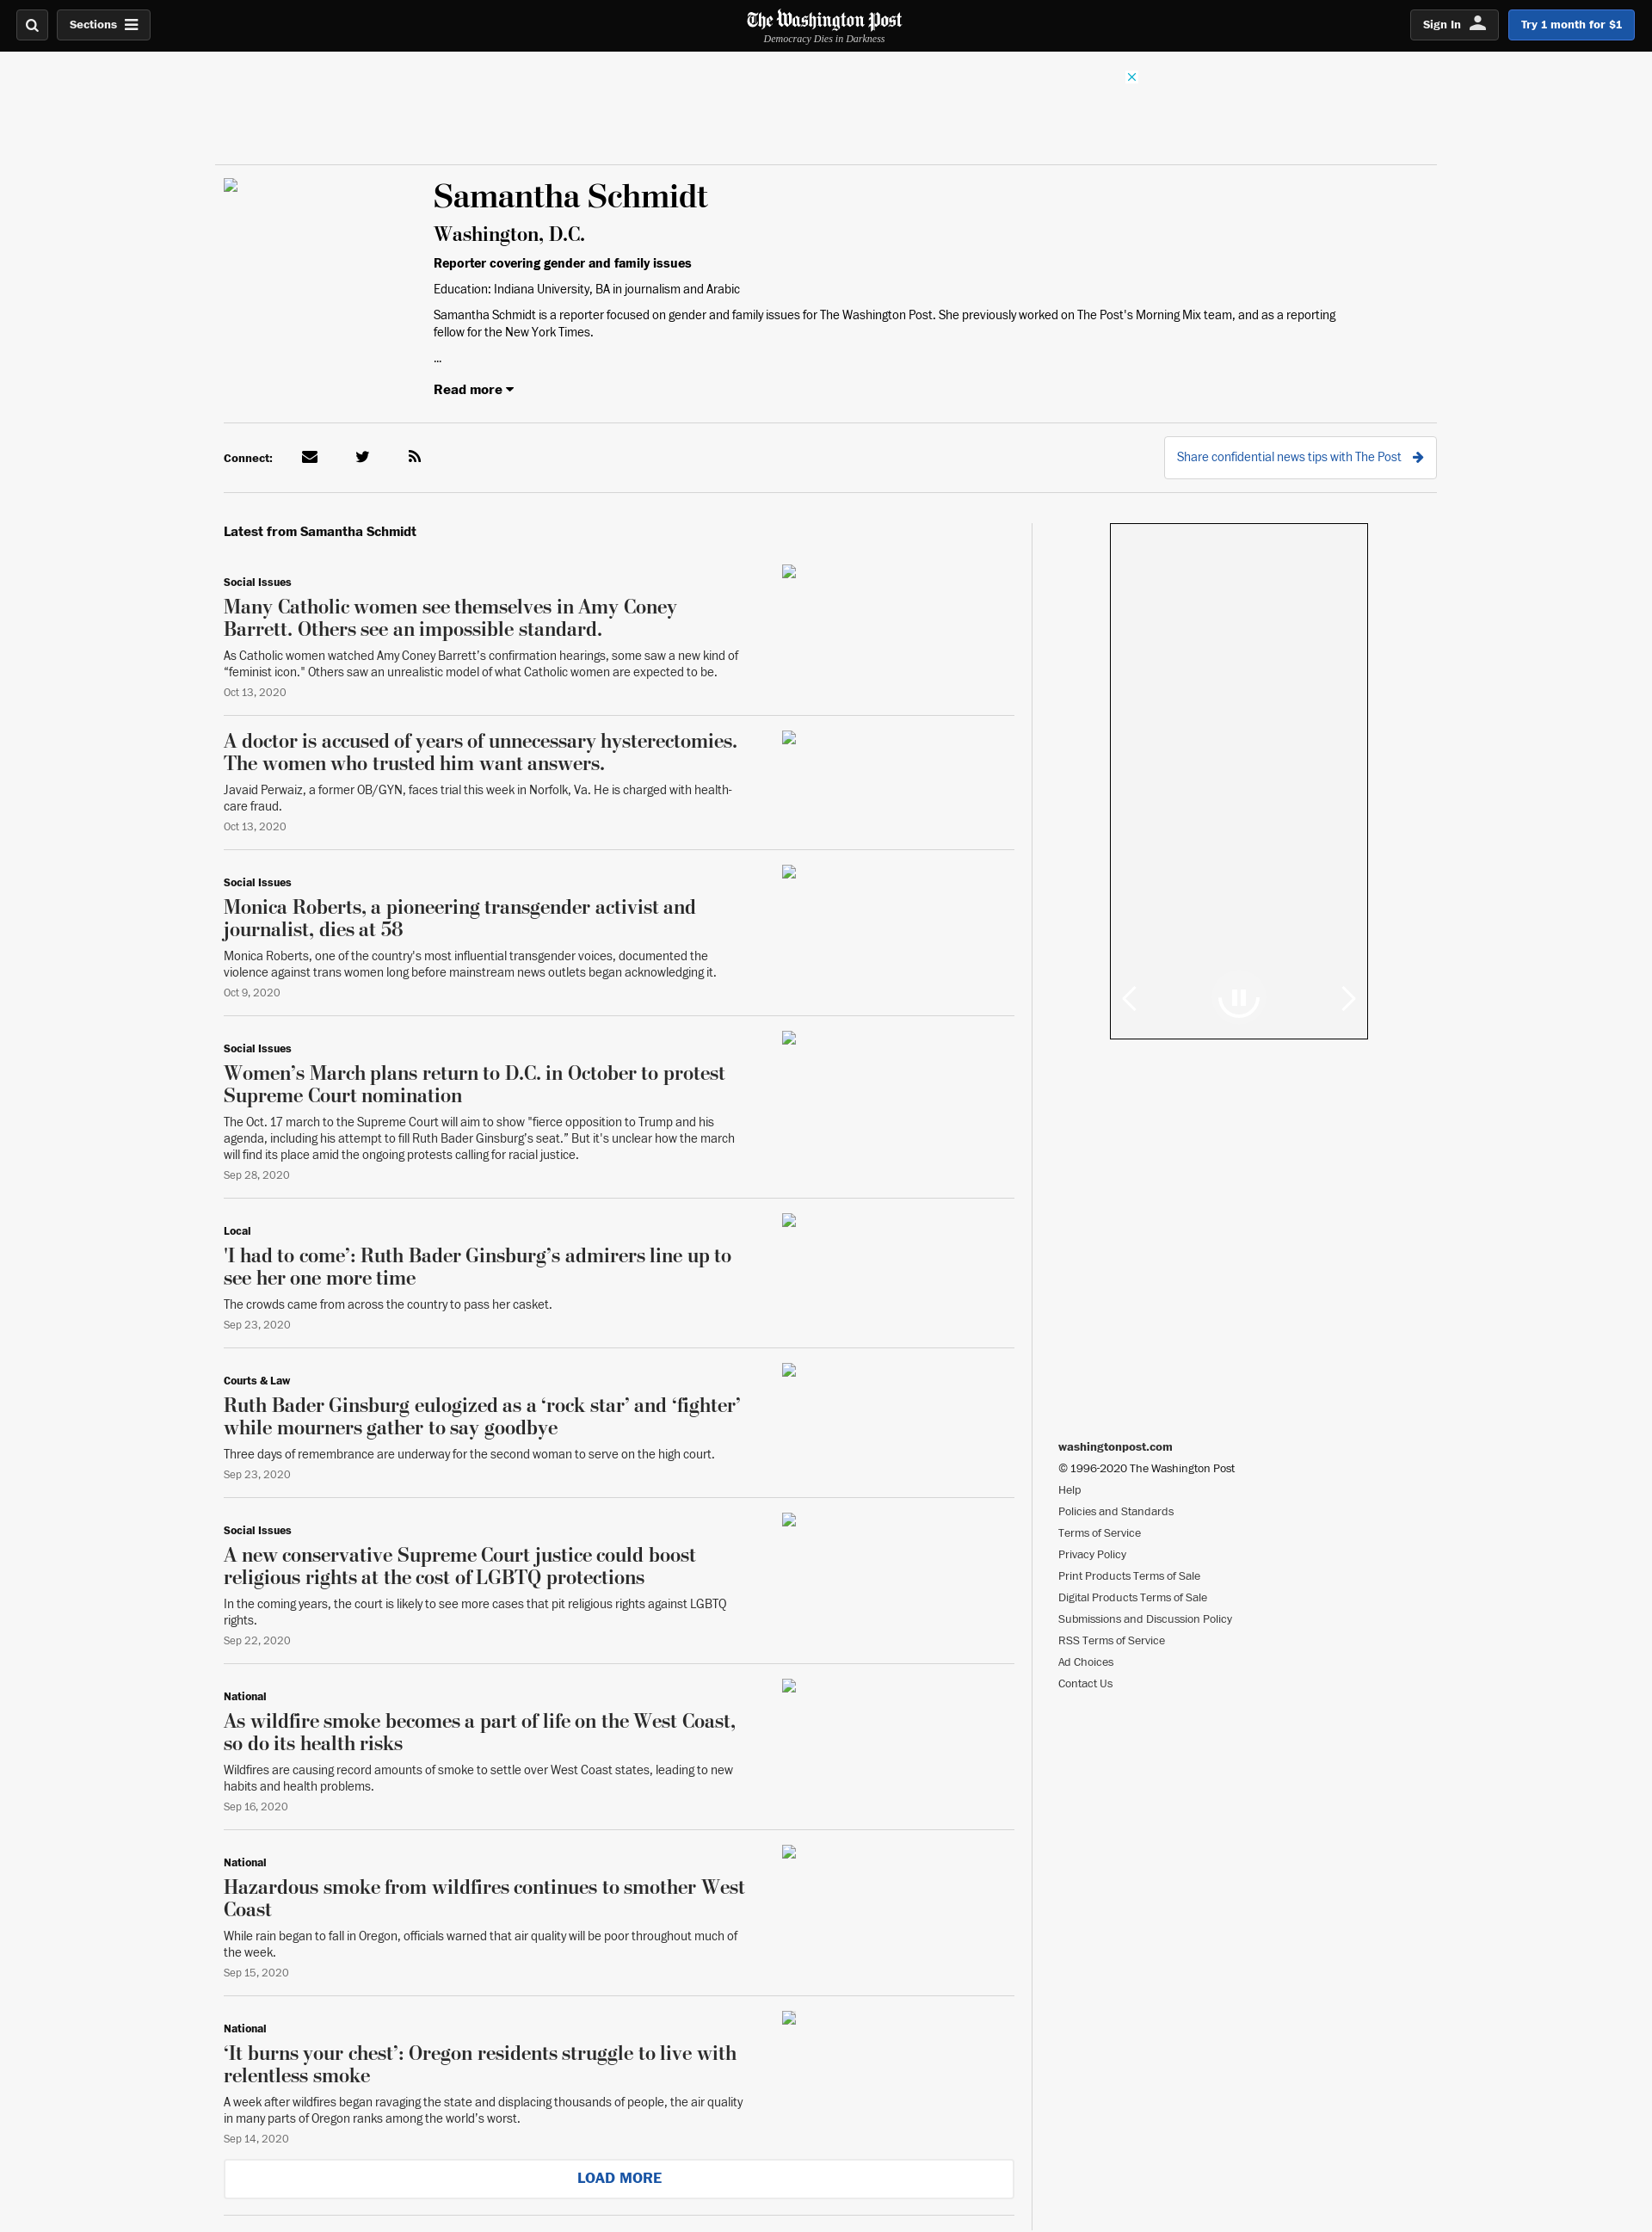 Sections
The Washington Post
Democracy Dies in Darkness
Sign In
Try 1 month for $1
Samantha Schmidt
Washington, D.C.
Reporter covering gender and family issues
Education: Indiana University, BA in journalism and Arabic
Samantha Schmidt is a reporter focused on gender and family issues for The Washington Post. She previously worked on The Post's Morning Mix team, and as a reporting
fellow for the New York Times.
...
Read more
Connect:
Share confidential news tips with The Post
Latest from Samantha Schmidt
Social Issues
Many Catholic women see themselves in Amy Coney
Barrett. Others see an impossible standard.
As Catholic women watched Amy Coney Barrett’s confirmation hearings, some saw a new kind of
“feminist icon." Others saw an unrealistic model of what Catholic women are expected to be.
Oct 13, 2020
A doctor is accused of years of unnecessary hysterectomies.
The women who trusted him want answers.
Javaid Perwaiz, a former OB/GYN, faces trial this week in Norfolk, Va. He is charged with health-
care fraud.
Oct 13, 2020
Social Issues
Monica Roberts, a pioneering transgender activist and
journalist, dies at 58
Monica Roberts, one of the country's most influential transgender voices, documented the
violence against trans women long before mainstream news outlets began acknowledging it.
Oct 9, 2020
Social Issues
Women’s March plans return to D.C. in October to protest
Supreme Court nomination
The Oct. 17 march to the Supreme Court will aim to show "fierce opposition to Trump and his
agenda, including his attempt to fill Ruth Bader Ginsburg’s seat.” But it's unclear how the march
will find its place amid the ongoing protests calling for racial justice.
Sep 28, 2020
Local
'I had to come’: Ruth Bader Ginsburg’s admirers line up to
see her one more time
The crowds came from across the country to pass her casket.
Sep 23, 2020
Courts & Law
Ruth Bader Ginsburg eulogized as a ‘rock star’ and ‘fighter’
while mourners gather to say goodbye
Three days of remembrance are underway for the second woman to serve on the high court.
Sep 23, 2020
Social Issues
A new conservative Supreme Court justice could boost
religious rights at the cost of LGBTQ protections
In the coming years, the court is likely to see more cases that pit religious rights against LGBTQ
rights.
Sep 22, 2020
National
As wildfire smoke becomes a part of life on the West Coast,
so do its health risks
Wildfires are causing record amounts of smoke to settle over West Coast states, leading to new
habits and health problems.
Sep 16, 2020
National
Hazardous smoke from wildfires continues to smother West
Coast
While rain began to fall in Oregon, officials warned that air quality will be poor throughout much of
the week.
Sep 15, 2020
National
‘It burns your chest’: Oregon residents struggle to live with
relentless smoke
A week after wildfires began ravaging the state and displacing thousands of people, the air quality
in many parts of Oregon ranks among the world’s worst.
Sep 14, 2020
LOAD MORE
washingtonpost.com
© 1996-2020 The Washington Post
Help
Policies and Standards
Terms of Service
Privacy Policy
Print Products Terms of Sale
Digital Products Terms of Sale
Submissions and Discussion Policy
RSS Terms of Service
Ad Choices
Contact Us